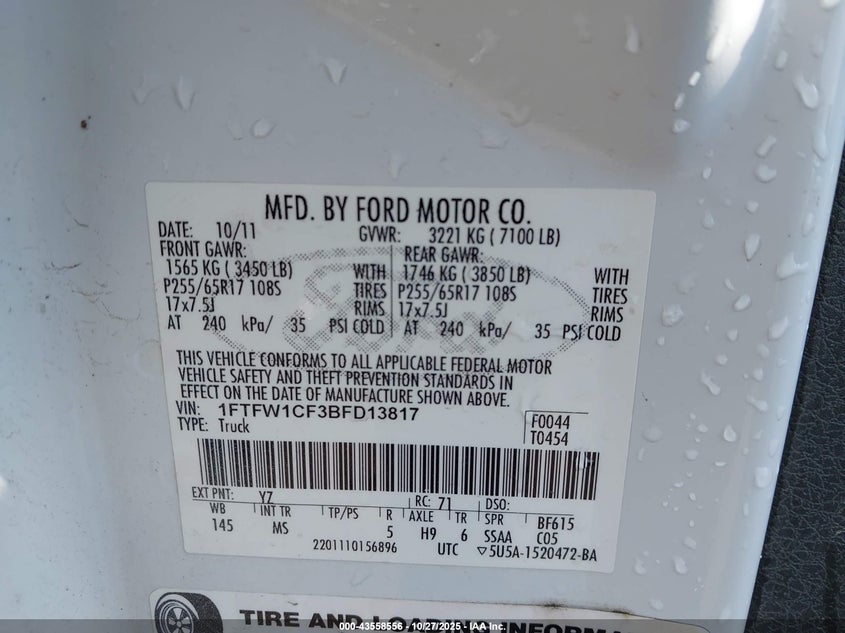 MFD. BY FORD MOTOR CO.
DATE: 10/11 GVWR: 3221 KG ( 7100 LB)
FRONT GAWR: REAR GAWR:
1565 KG ( 3450 LB) WITH 1746 KG ( 3850 LB) WITH
P255/65R17 108S TIRES P255/65R17 108S TIRES
17x7.5J RIMS 17x7.5J RIMS
AT 240 kPa/ 35 PSI COLD AT 240 kPa/ 35 PSI COLD
THIS VEHICLE CONFORMS TO ALL APPLICABLE FEDERAL MOTOR
VEHICLE SAFETY AND THEFT PREVENTION STANDARDS IN
EFFECT ON THE DATE OF MANUFACTURE SHOWN ABOVE.
VIN: 1FTFW1CF3BFD13817 F0044
TYPE: Truck T0454
EXT PNT: YZ RC: 71 DSO:
WB INT TR TP/PS R AXLE TR SPR BF615
145 MS 5 H9 6 SSAA C05
2201110156896 UTC ▽5U5A-1520472-BA
TIRE AND LOADING INFORMA
000-43558556 - 10/27/2025 - IAA Inc.